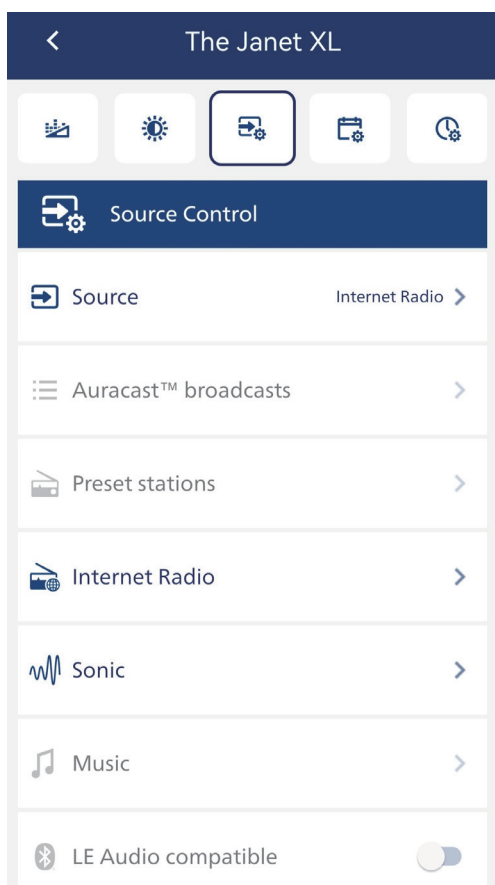 The Janet XL
Source Control
Source Internet Radio
Auracast™ broadcasts
Preset stations
Internet Radio
Sonic
Music
LE Audio compatible